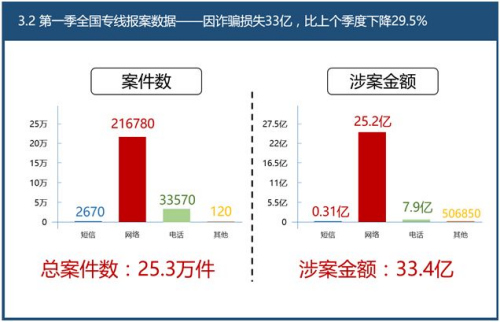 3.2 第一季全国专线报案数据——因诈骗损失33亿，比上个季度下降29.5%
案件数
25万
20万
15万
10万
5万
0
216780
2670
33570
120
短信
网络
电话
其他
总案件数：25.3万件
涉案金额
27.5亿
22亿
16.5亿
11亿
5.5亿
0
25.2亿
0.31亿
7.9亿
506850
短信
网络
电话
其他
涉案金额：33.4亿